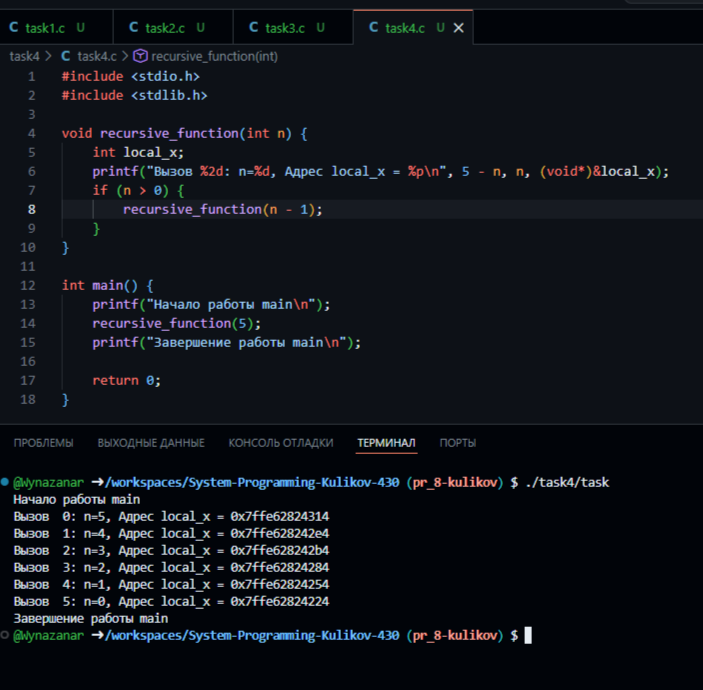 task1.c U task2.c U task3.c U task4.c U
task4 > C task4.c > recursive_function(int)
1 #include <stdio.h>
2 #include <stdlib.h>
3
4 void recursive_function(int n) {
5 int local_x;
6 printf("Вызов %2d: n=%d, Адрес local_x = %p\n", 5 - n, n, (void*)&local_x);
7 if (n > 0) {
8 recursive_function(n - 1);
9 }
10 }
11
12 int main() {
13 printf("Начало работы main\n");
14 recursive_function(5);
15 printf("Завершение работы main\n");
16
17 return 0;
18 }
ПРОБЛЕМЫ ВЫХОДНЫЕ ДАННЫЕ КОНСОЛЬ ОТЛАДКИ ТЕРМИНАЛ ПОРТЫ
@Wynazanar ➜/workspaces/System-Programming-Kulikov-430 (pr_8-kulikov) $ ./task4/task
Начало работы main
Вызов  0: n=5, Адрес local_x = 0x7ffe62824314
Вызов  1: n=4, Адрес local_x = 0x7ffe628242e4
Вызов  2: n=3, Адрес local_x = 0x7ffe628242b4
Вызов  3: n=2, Адрес local_x = 0x7ffe62824284
Вызов  4: n=1, Адрес local_x = 0x7ffe62824254
Вызов  5: n=0, Адрес local_x = 0x7ffe62824224
Завершение работы main
@Wynazanar ➜/workspaces/System-Programming-Kulikov-430 (pr_8-kulikov) $